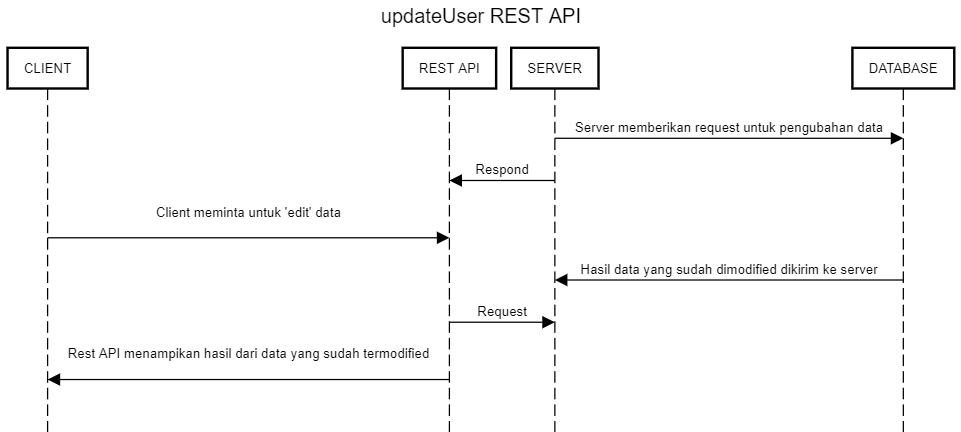 updateUser REST API
CLIENT
REST API
SERVER
DATABASE
Server memberikan request untuk pengubahan data
Respond
Client meminta untuk 'edit' data
Hasil data yang sudah dimodified dikirim ke server
Request
Rest API menampikan hasil dari data yang sudah termodified